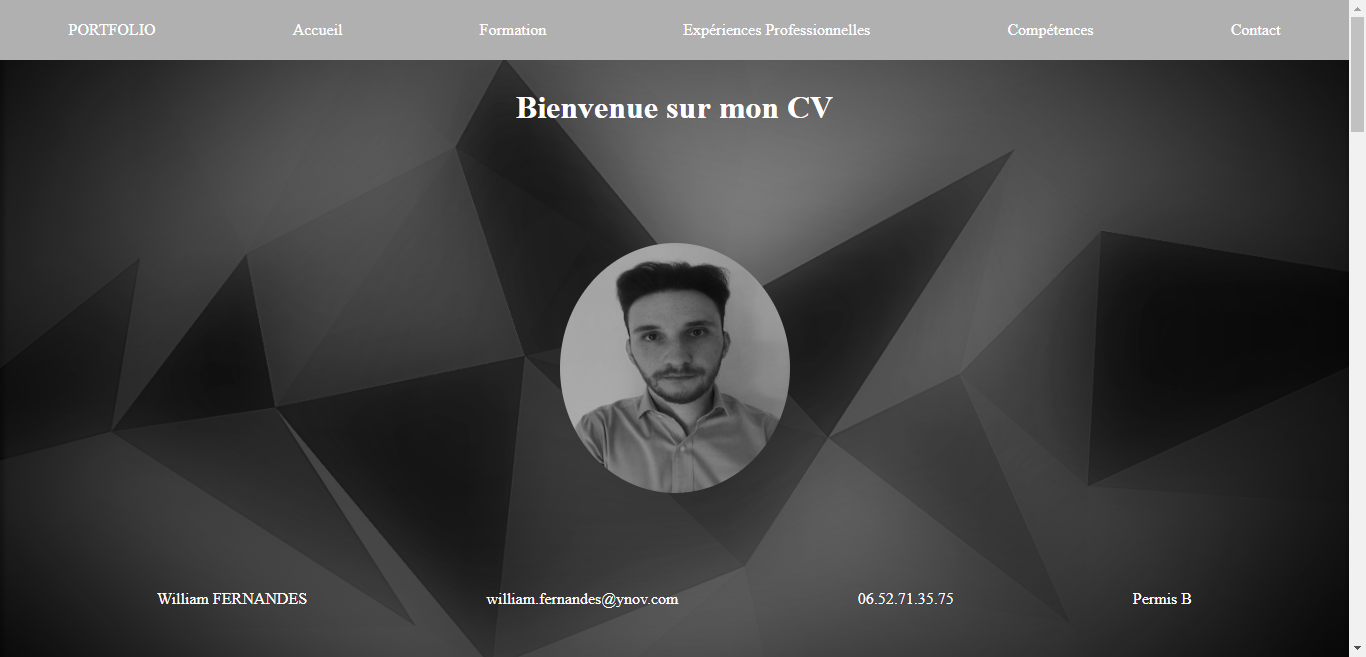 PORTFOLIO Accueil Formation Expériences Professionnelles Compétences Contact
Bienvenue sur mon CV
William FERNANDES william.fernandes@ynov.com 06.52.71.35.75 Permis B